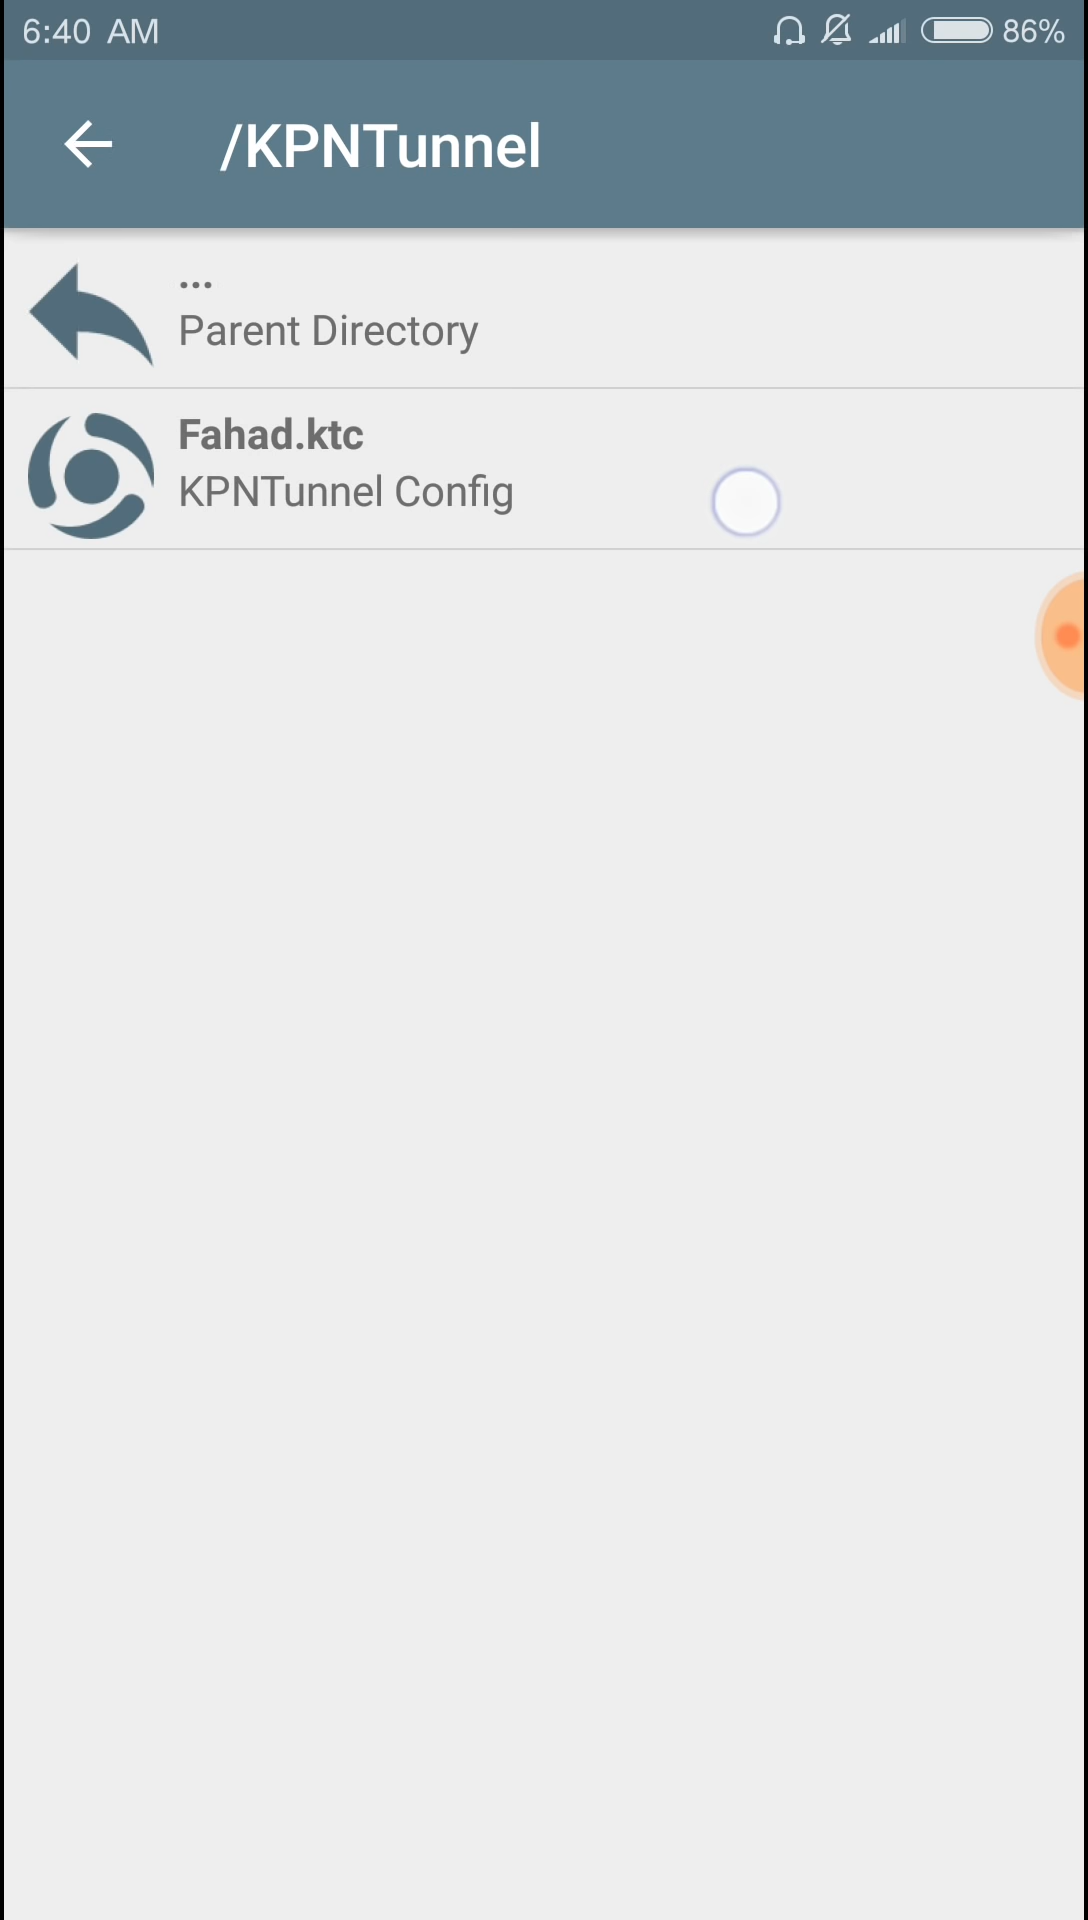 6:40 AM 86%
/KPNTunnel
...
Parent Directory
Fahad.ktc
KPNTunnel Config